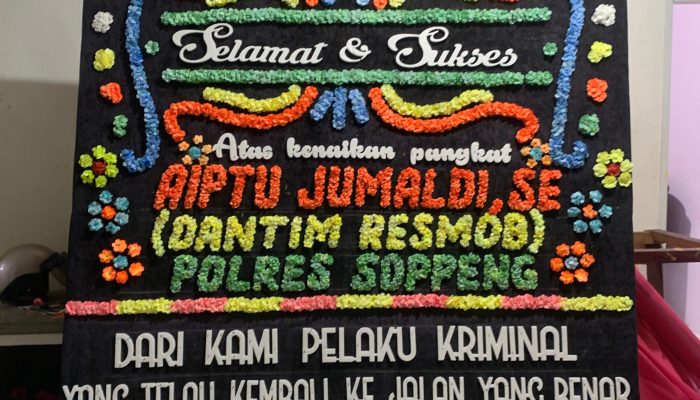 Selamat & Sukses
Atas kenaikan pangkat
AIPTU JUMALDI, SE
(DANTIM RESMOB)
POLRES SOPPENG
DARI KAMI PELAKU KRIMINAL
YANG TELAH KEMBALI KE JALAN YANG BENAR